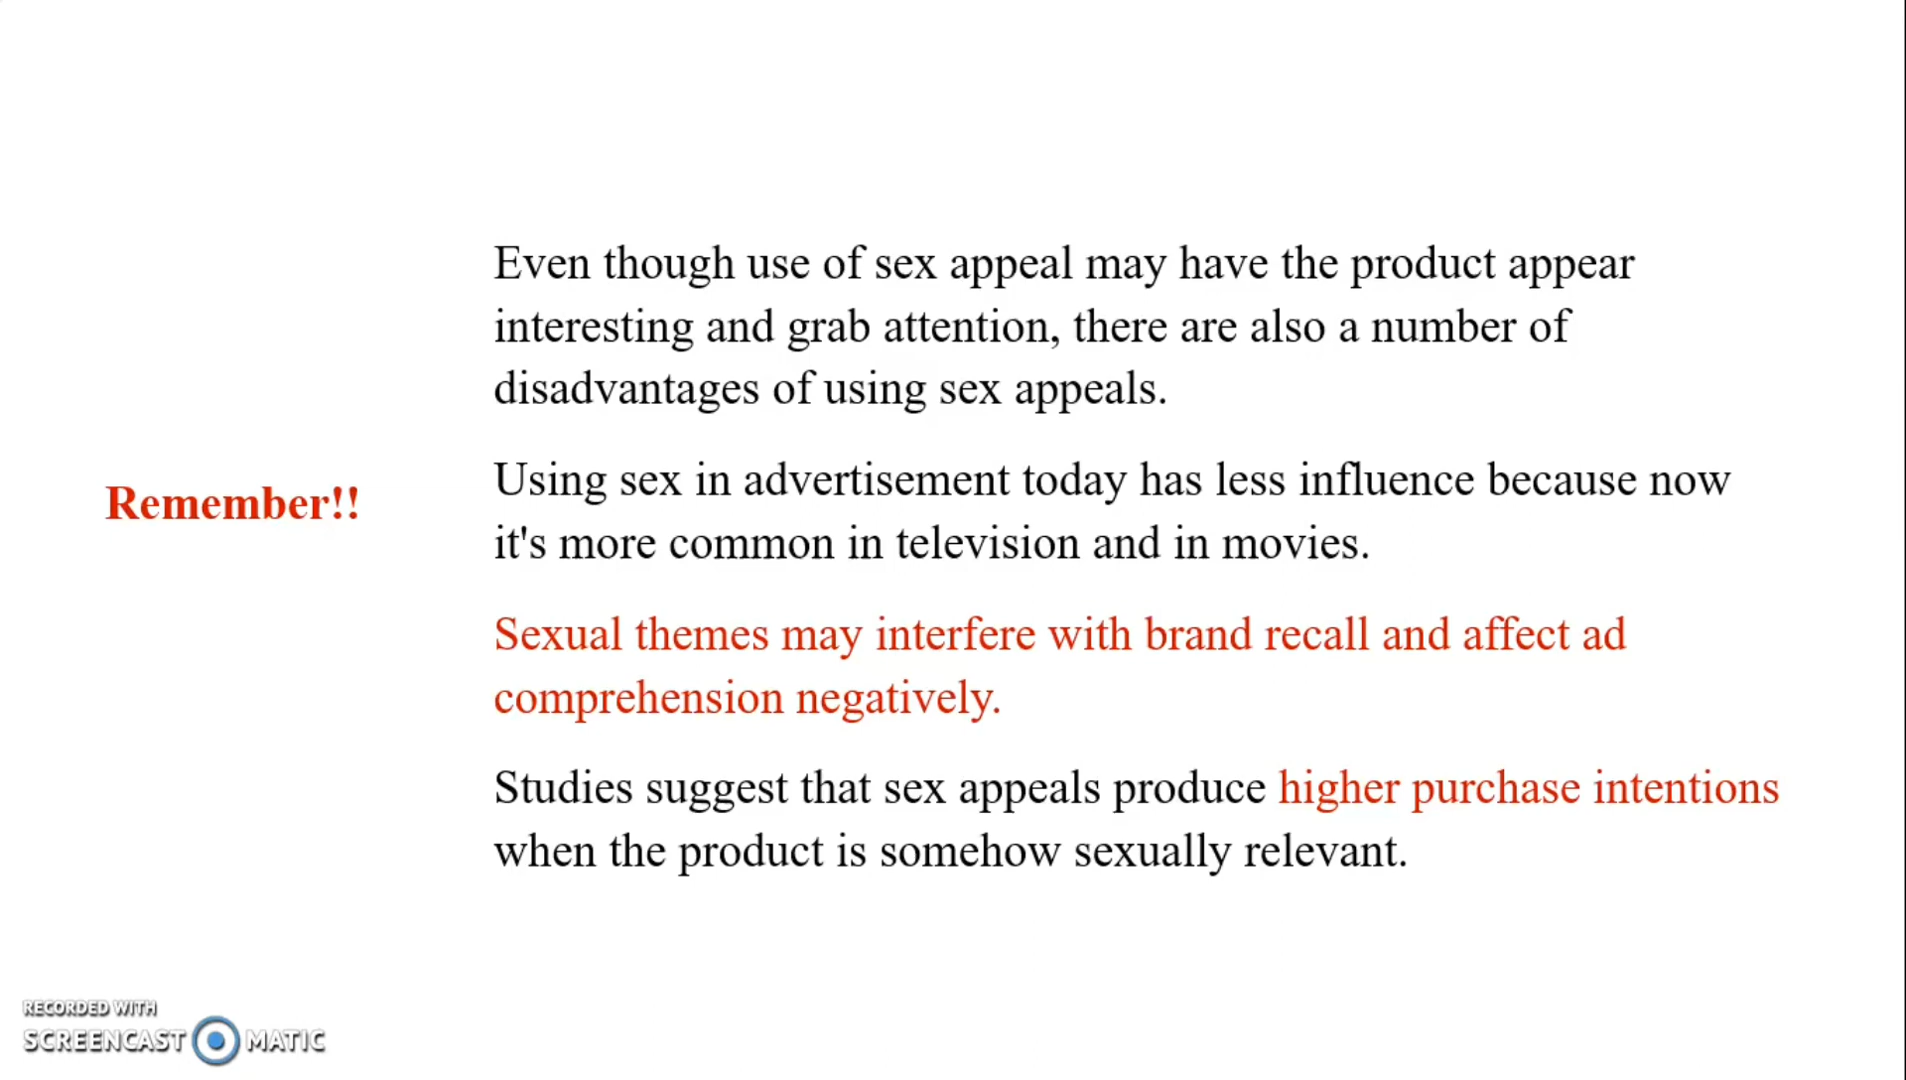 Remember!!
Even though use of sex appeal may have the product appear
interesting and grab attention, there are also a number of
disadvantages of using sex appeals.
Using sex in advertisement today has less influence because now
it's more common in television and in movies.
Sexual themes may interfere with brand recall and affect ad
comprehension negatively.
Studies suggest that sex appeals produce higher purchase intentions
when the product is somehow sexually relevant.
RECORDED WITH
SCREENCAST MATIC